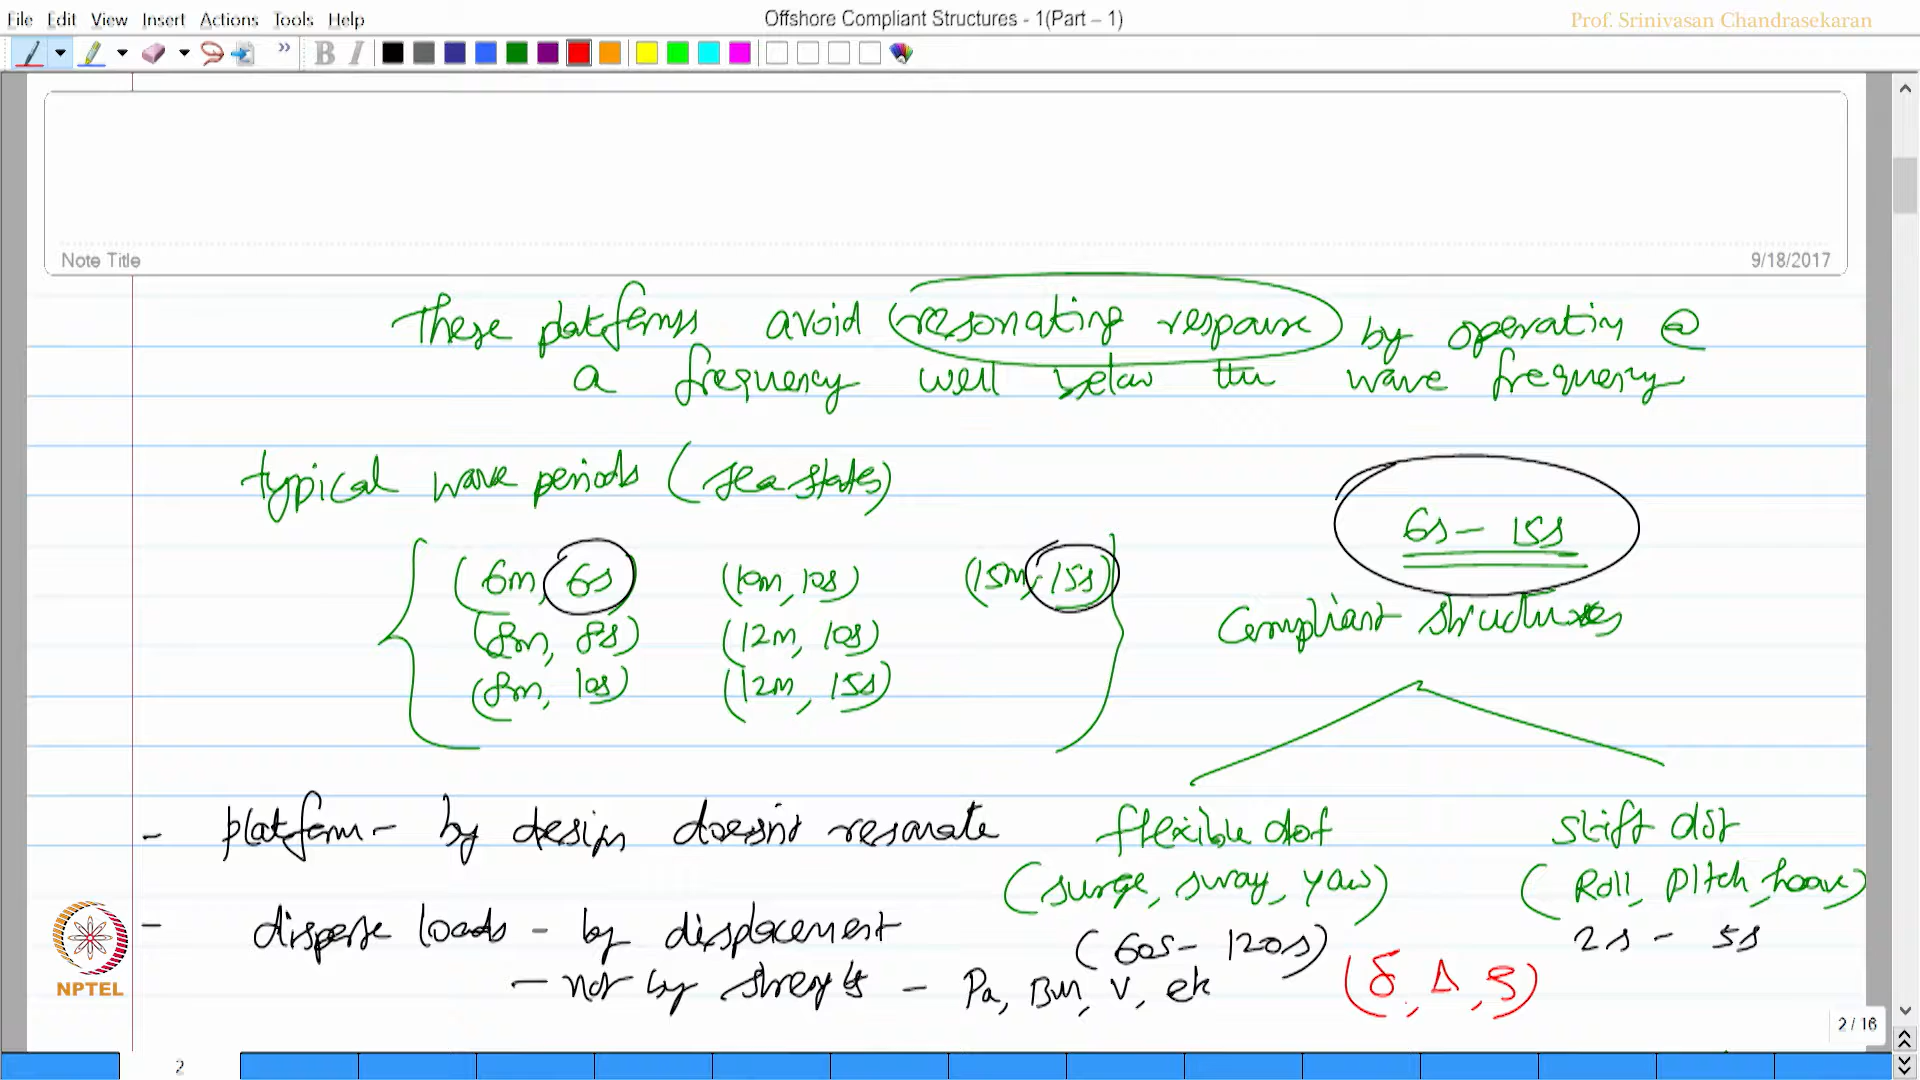 File Edit View Insert Actions Tools Help
Offshore Compliant Structures - 1(Part – 1)
Prof. Srinivasan Chandrasekaran
B I
Note Title
9/18/2017
These platforms avoid (resonating response) by operating @
a frequency well below the wave frequency
typical wave periods (sea states)
6s - 15s
(6m, 6s) (10m, 10s) (15m, 15s)
(8m, 8s) (12m, 10s)
(8m, 10s) (12m, 15s)
Compliant structures
- platform - by design doesn't resonate
flexible dof stiff dof
(surge, sway, yaw) (Roll, pitch, heave)
- disperse loads - by displacement
(60s - 120s) 2s - 5s
- not by strength - Pa, BM, V, etc
(δ, Δ, ξ)
NPTEL
2 / 16
2